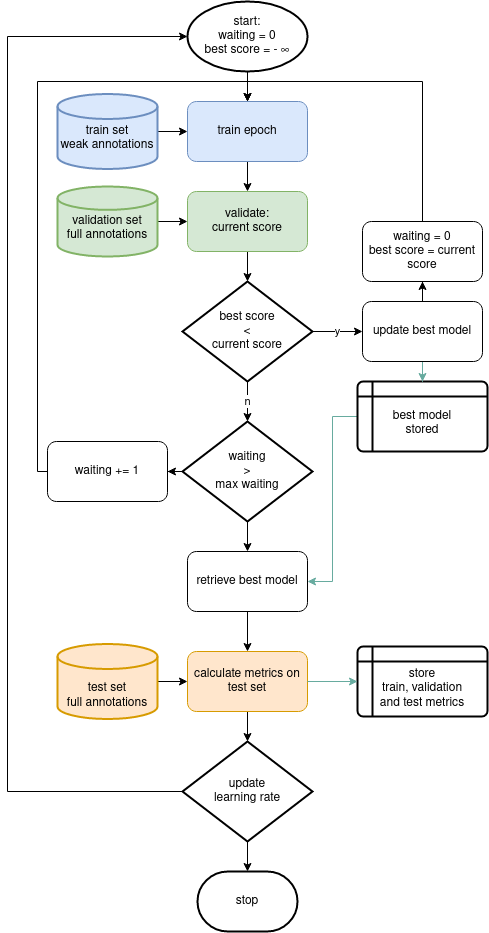 start:
waiting = 0
best score = - ∞
train set
weak annotations
train epoch
validation set
full annotations
validate:
current score
waiting = 0
best score = current
score
best score
<
current score
y
update best model
n
best model
stored
waiting += 1
waiting
>
max waiting
retrieve best model
test set
full annotations
calculate metrics on
test set
store
train, validation
and test metrics
update
learning rate
stop